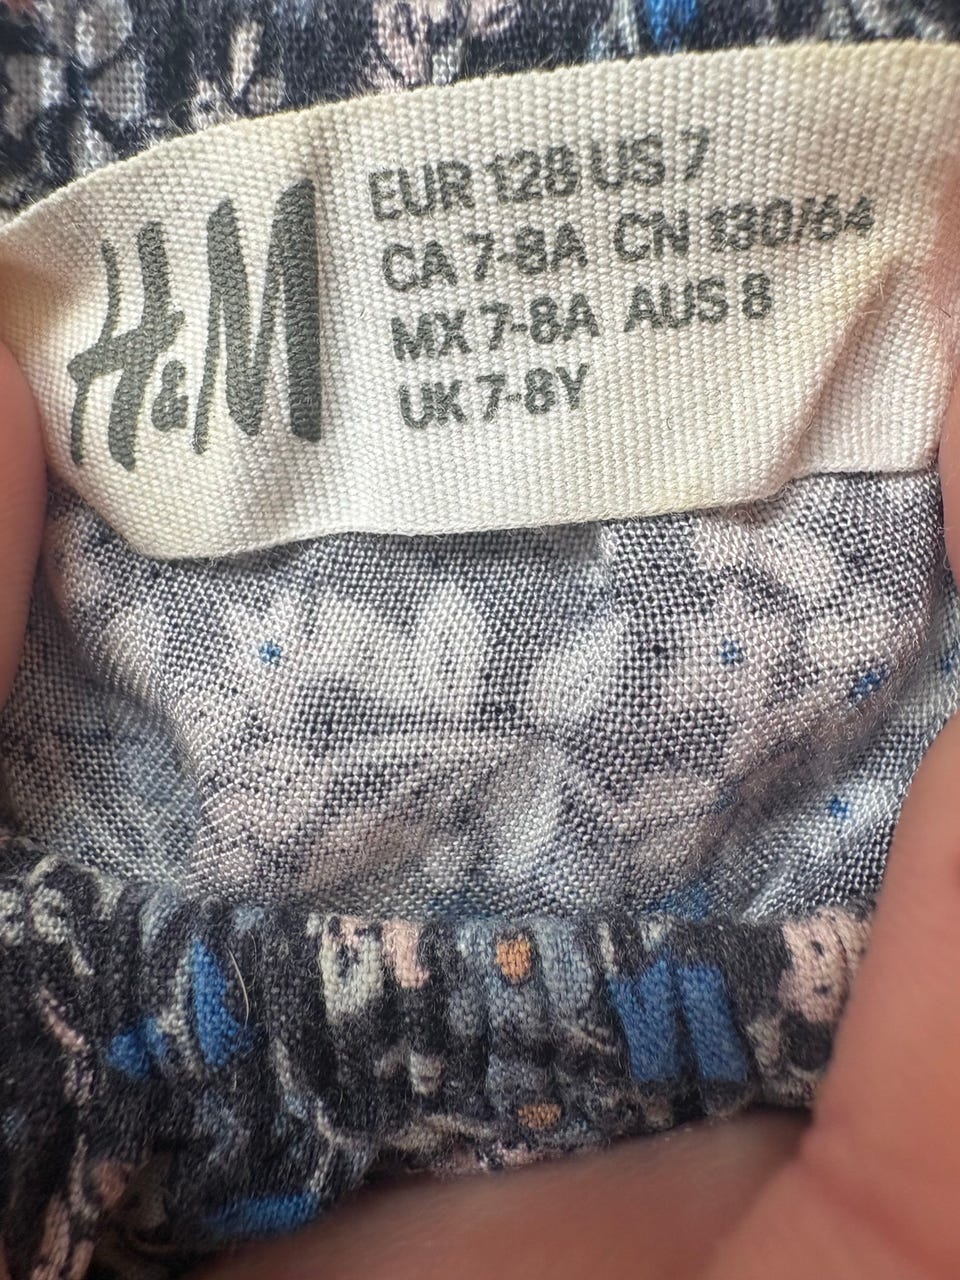 H&M
EUR 128 US 7
CA 7-8A CN 130/64
MX 7-8A AUS 8
UK 7-8Y